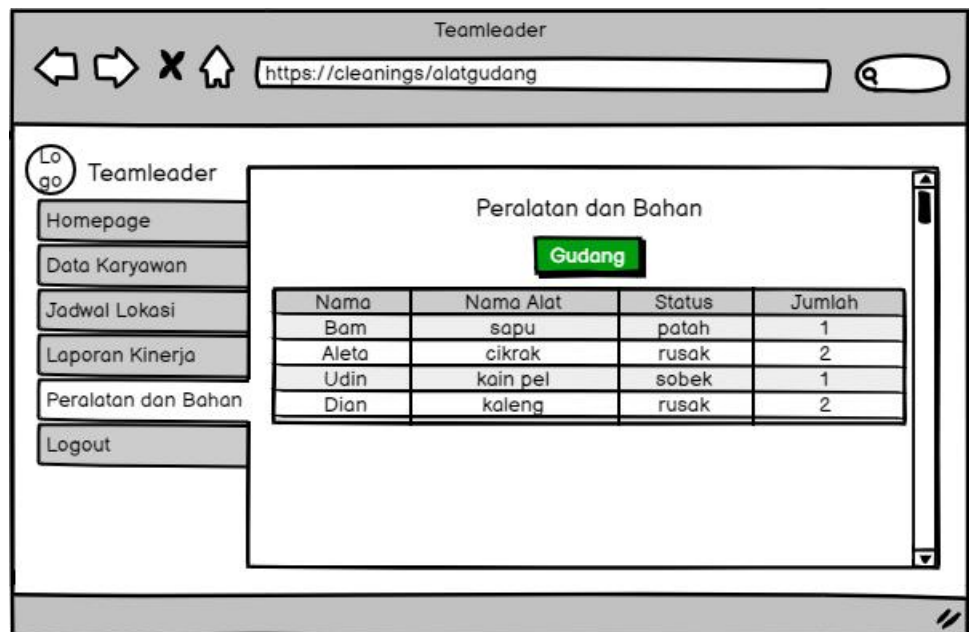 Teamleader
https://cleanings/alatgudang
Lo
go
Teamleader
Homepage
Data Karyawan
Jadwal Lokasi
Laporan Kinerja
Peralatan dan Bahan
Logout
Peralatan dan Bahan
Gudang
Nama Nama Alat Status Jumlah
Bam sapu patah 1
Aleta cikrak rusak 2
Udin kain pel sobek 1
Dian kaleng rusak 2